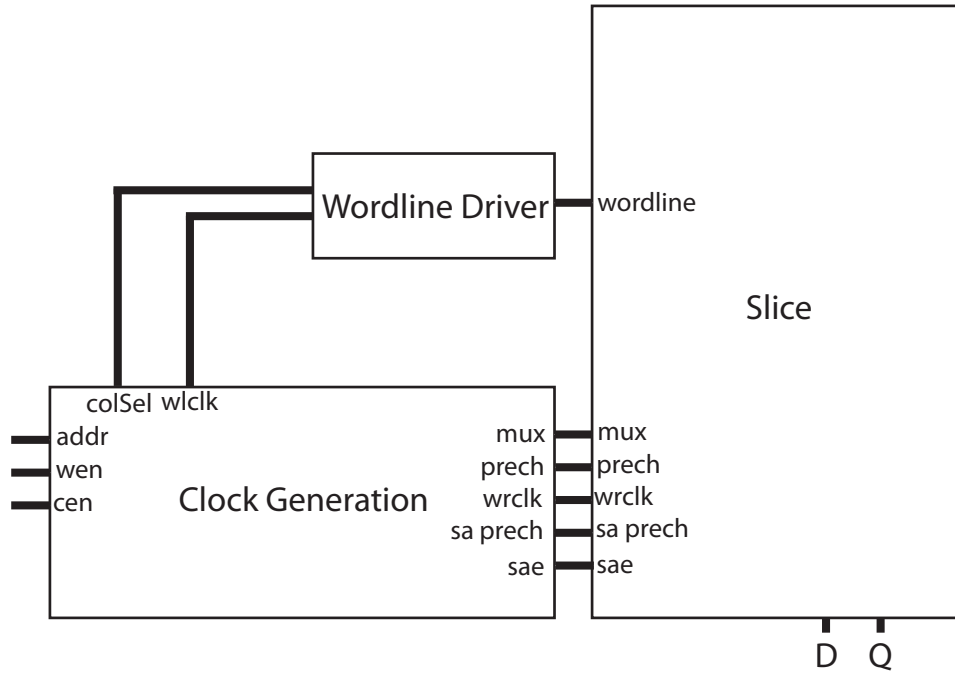 Wordline Driver
wordline
Slice
colSel wlclk
addr
wen
cen
Clock Generation
mux
prech
wrclk
sa prech
sae
mux
prech
wrclk
sa prech
sae
D Q